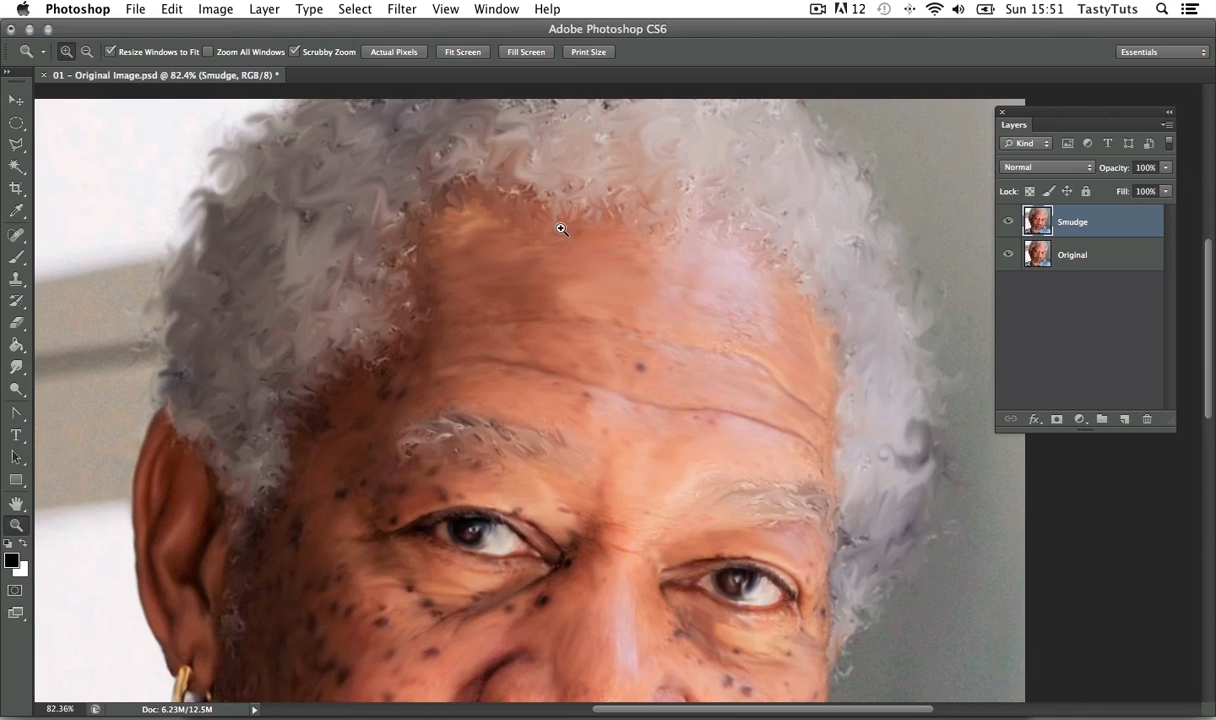 Photoshop File Edit Image Layer Type Select Filter View Window Help 12 Sun 15:51 TastyTuts
Adobe Photoshop CS6
Resize Windows to Fit Zoom All Windows Scrubby Zoom Actual Pixels Fit Screen Fill Screen Print Size Essentials
× 01 – Original Image.psd @ 82.4% (Smudge, RGB/8) *
Layers
Kind
Normal Opacity: 100%
Lock: Fill: 100%
Smudge
Original
82.36% Doc: 6.23M/12.5M